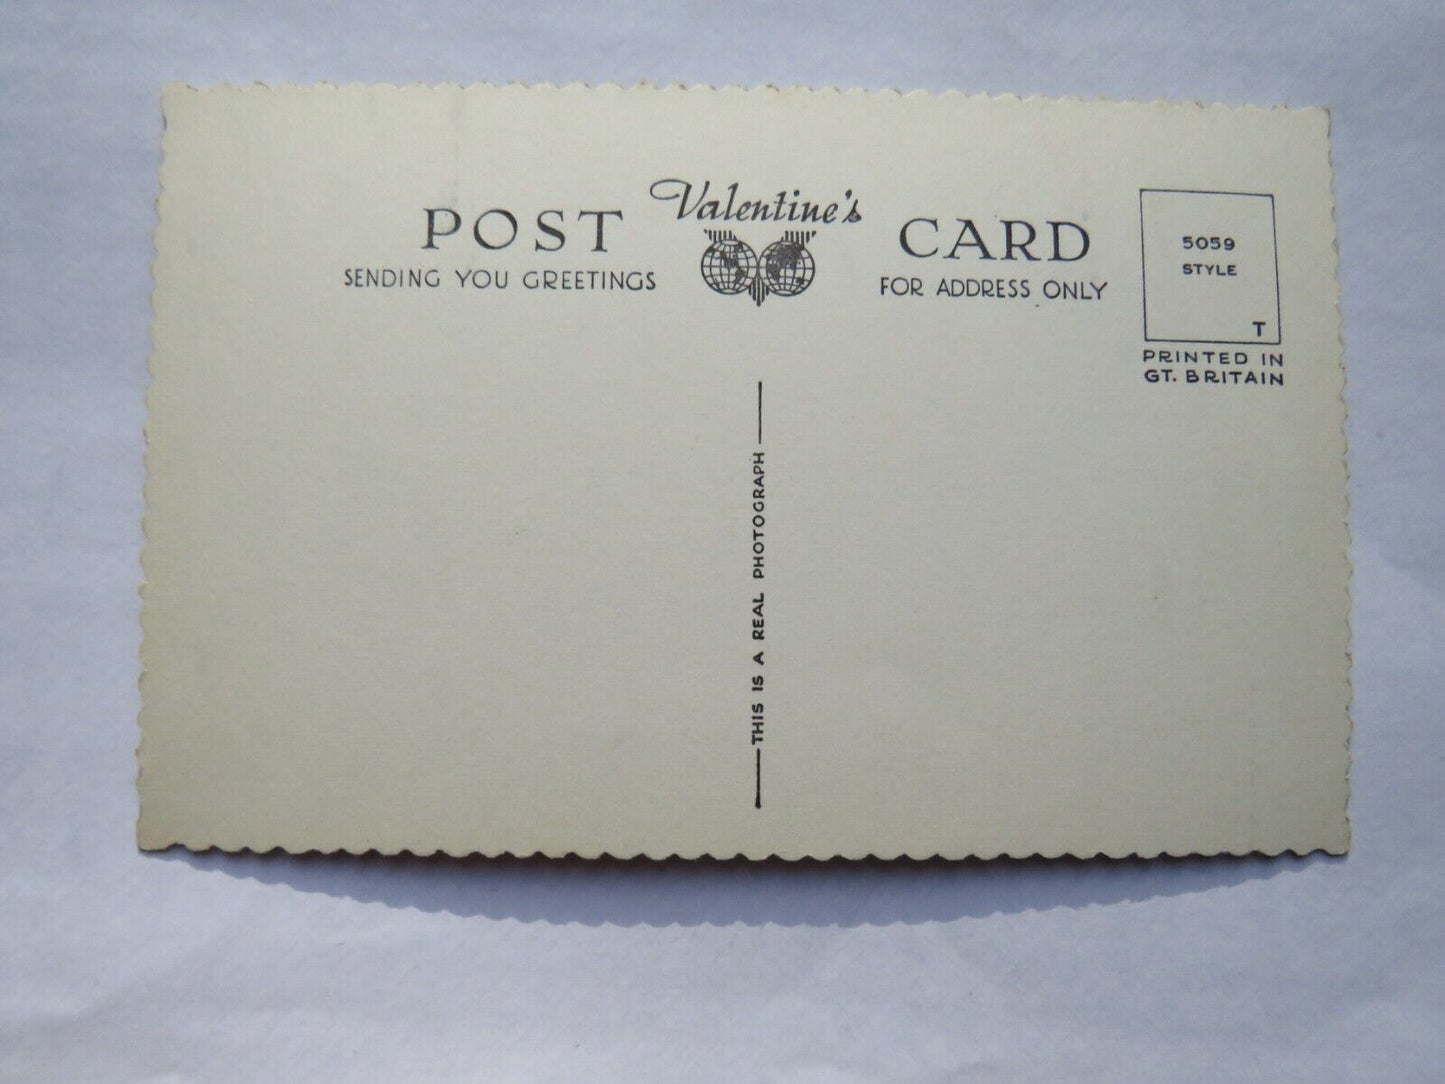 Valentine's
POST CARD
SENDING YOU GREETINGS
FOR ADDRESS ONLY
5059
STYLE
T
PRINTED IN
GT. BRITAIN
THIS IS A REAL PHOTOGRAPH